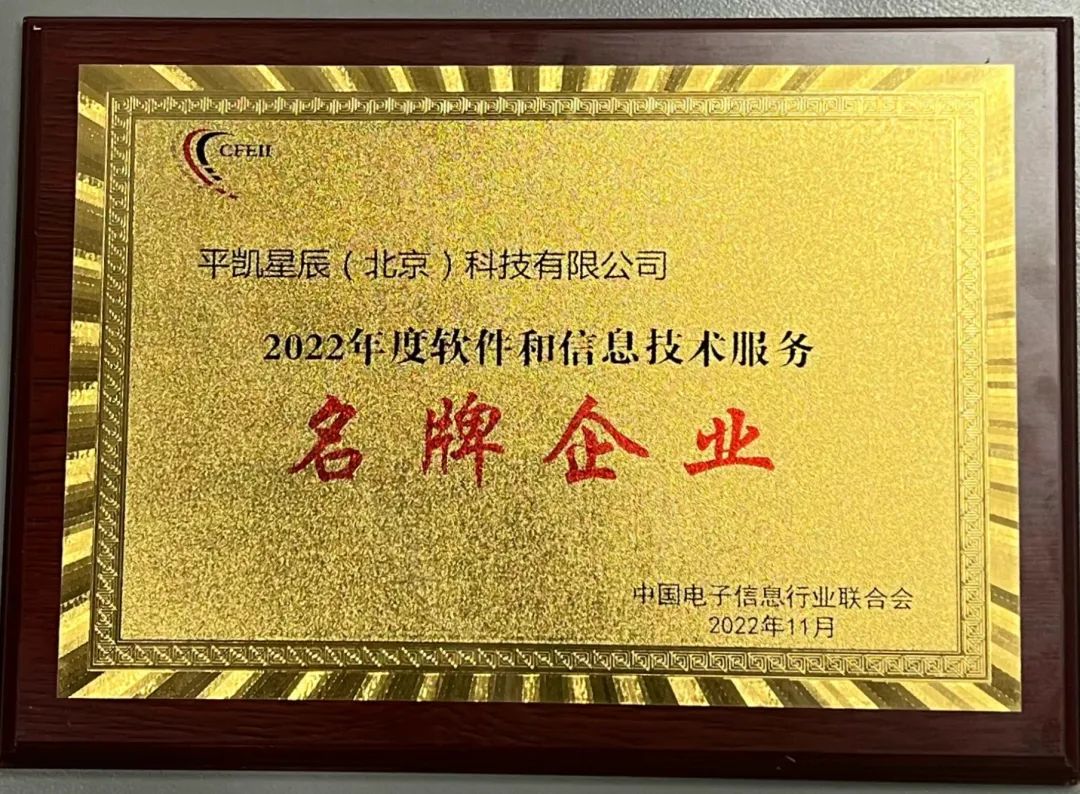 CFEII
平凯星辰（北京）科技有限公司
2022年度软件和信息技术服务
名牌企业
中国电子信息行业联合会
2022年11月